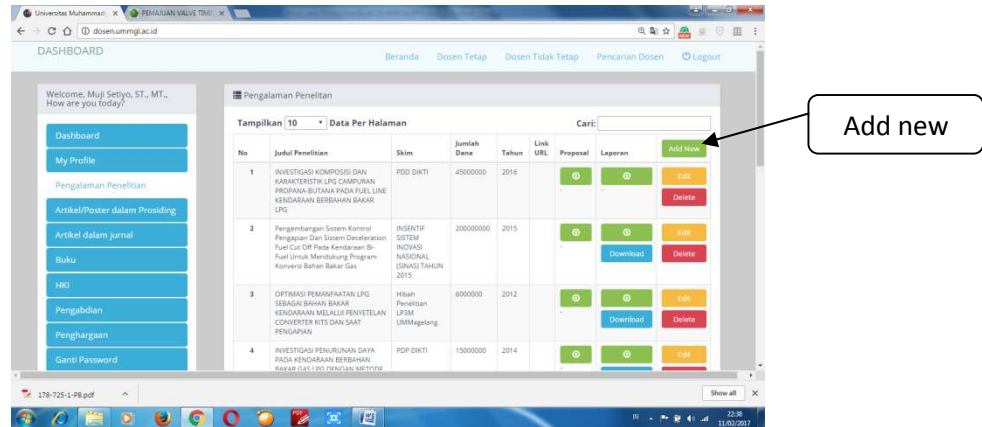 Universitas Muhammad
PEMAJUAN VALVE TIMI
dosen.ummgl.ac.id
DASHBOARD
Beranda Dosen Tetap Dosen Tidak Tetap Pencarian Dosen Logout
Welcome, Muji Setiyo, ST., MT.,
How are you today?
Dashboard
My Profile
Pengalaman Penelitian
Artikel/Poster dalam Prosiding
Artikel dalam jurnal
Buku
HKI
Pengabdian
Penghargaan
Ganti Password
Pengalaman Penelitan
Tampilkan 10 Data Per Halaman
Cari:
No Judul Penelitian Skim Jumlah Dana Tahun Link URL Proposal Laporan Add New
1
INVESTIGASI KOMPOSISI DAN
KARAKTERISTIK LPG CAMPURAN
PROPANA-BUTANA PADA FUEL LINE
KENDARAAN BERBAHAN BAKAR
LPG
PDD DIKTI
45000000
2016
-
-
Edit
Delete
2
Pengembangan Sistem Kontrol
Pengapian Dan Sistem Deceleration
Fuel Cut Off Pada Kendaraan Bi-
Fuel Untuk Mendukung Program
Konversi Bahan Bakar Gas
INSENTIF
SISTEM
INOVASI
NASIONAL
(SINAS) TAHUN
2015
200000000
2015
-
Download
Edit
Delete
3
OPTIMASI PEMANFAATAN LPG
SEBAGAI BAHAN BAKAR
KENDARAAN MELALUI PENYETELAN
CONVERTER KITS DAN SAAT
PENGAPIAN
Hibah
Penelitian
LP3M
UMMagelang
6000000
2012
-
Download
Edit
Delete
4
INVESTIGASI PENURUNAN DAYA
PADA KENDARAAN BERBAHAN
BAKAR GAS LPG DENGAN METODE
PDP DIKTI
15000000
2014
Edit
178-725-1-PB.pdf
Show all
IN
22:38
11/02/2017
Add new